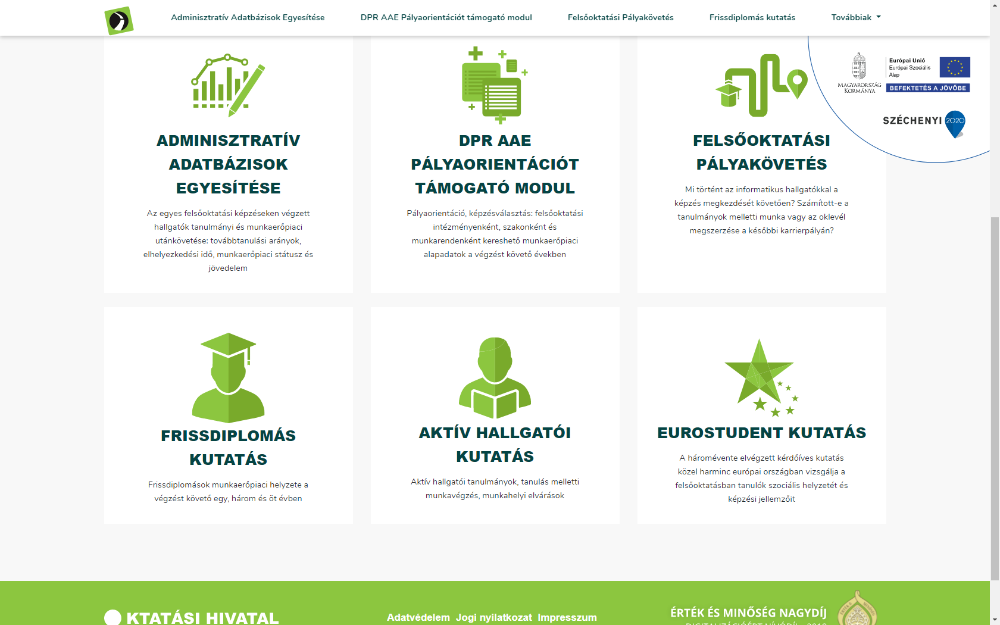 Adminisztratív Adatbázisok Egyesítése
DPR AAE Pályaorientációt támogató modul
Felsőoktatási Pályakövetés
Frissdiplomás kutatás
Továbbiak
MAGYARORSZÁG
KORMÁNYA
Európai Unió
Európai Szociális
Alap
BEFEKTETÉS A JÖVŐBE
SZÉCHENYI 2020
ADMINISZTRATÍV
ADATBÁZISOK
EGYESÍTÉSE
Az egyes felsőoktatási képzéseken végzett
hallgatók tanulmányi és munkaerőpiaci
utánkövetése: továbbtanulási arányok,
elhelyezkedési idő, munkaerőpiaci státusz és
jövedelem
DPR AAE
PÁLYAORIENTÁCIÓT
TÁMOGATÓ MODUL
Pályaorientáció, képzésválasztás: felsőoktatási
intézményenként, szakonként és
munkarendenként kereshető munkaerőpiaci
alapadatok a végzést követő években
FELSŐOKTATÁSI
PÁLYAKÖVETÉS
Mi történt az informatikus hallgatókkal a
képzés megkezdését követően? Számított-e a
tanulmányok melletti munka vagy az oklevél
megszerzése a későbbi karrierpályán?
FRISSDIPLOMÁS
KUTATÁS
Frissdiplomások munkaerőpiaci helyzete a
végzést követő egy, három és öt évben
AKTÍV HALLGATÓI
KUTATÁS
Aktív hallgatói tanulmányok, tanulás melletti
munkavégzés, munkahelyi elvárások
EUROSTUDENT KUTATÁS
A háromévente elvégzett kérdőíves kutatás
közel harminc európai országban vizsgálja a
felsőoktatásban tanulók szociális helyzetét és
képzési jellemzőit
KTATÁSI HIVATAL
Adatvédelem Jogi nyilatkozat Impresszum
ÉRTÉK ÉS MINŐSÉG NAGYDÍJ
DIGITALIZÁCIÓÉRT NÍVÓDÍJ - 2019